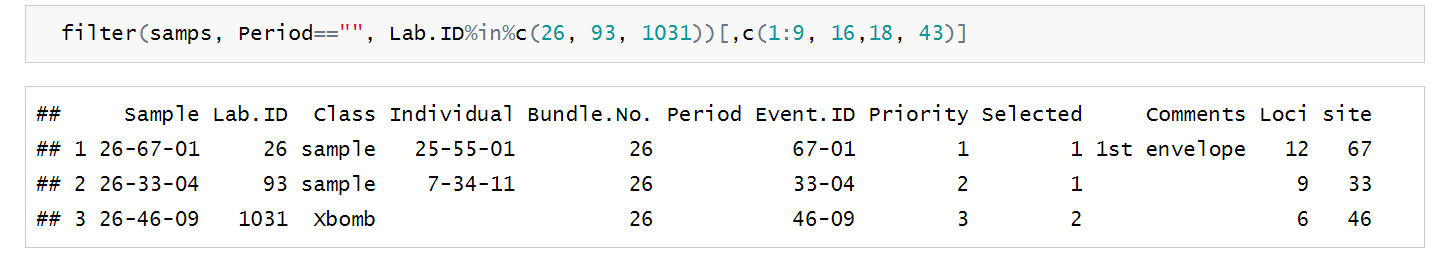 filter(samps, Period=="", Lab.ID%in%c(26, 93, 1031))[,c(1:9, 16,18, 43)]
## Sample Lab.ID Class Individual Bundle.No. Period Event.ID Priority Selected Comments Loci site
## 1 26-67-01 26 sample 25-55-01 26 67-01 1 1 1st envelope 12 67
## 2 26-33-04 93 sample 7-34-11 26 33-04 2 1 9 33
## 3 26-46-09 1031 Xbomb 26 46-09 3 2 6 46